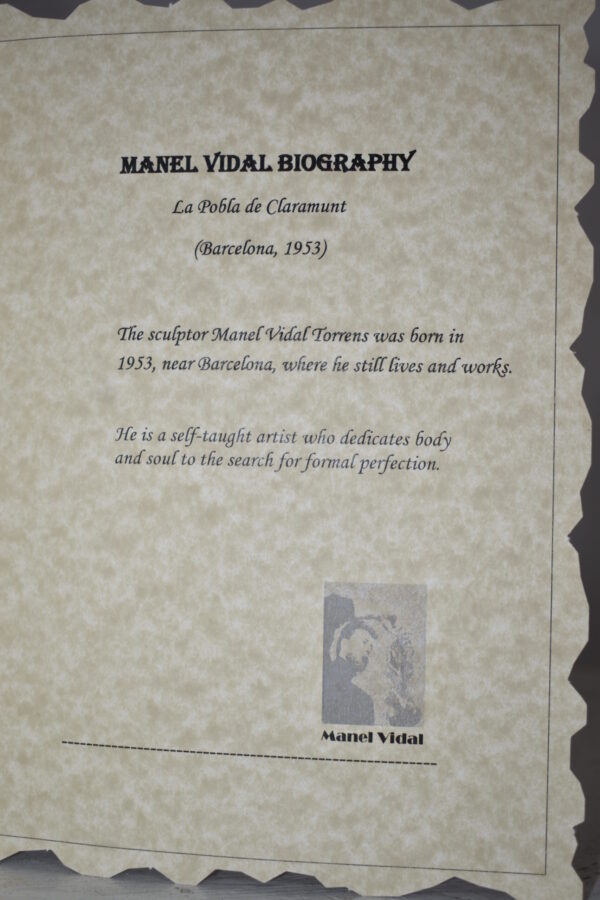 MANEL VIDAL BIOGRAPHY
La Pobla de Claramunt
(Barcelona, 1953)
The sculptor Manel Vidal Torrens was born in
1953, near Barcelona, where he still lives and works.
He is a self-taught artist who dedicates body
and soul to the search for formal perfection.
Manel Vidal